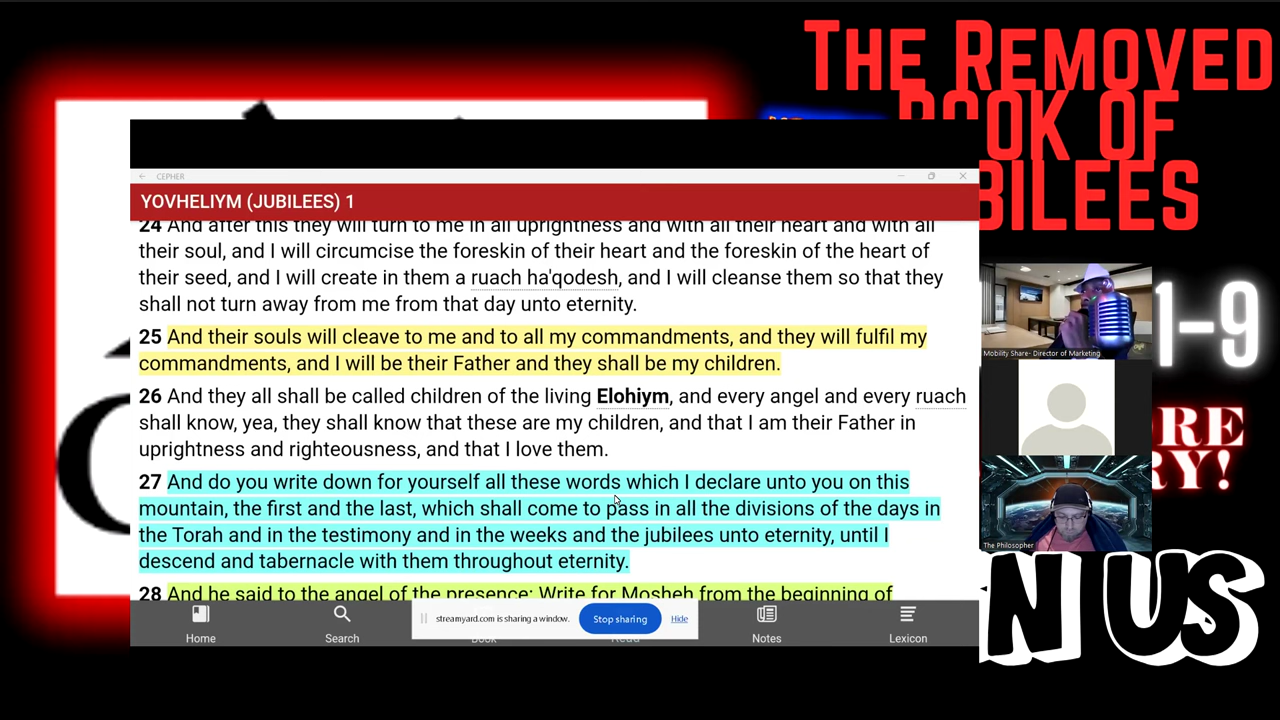 THE REMOVED
BOOK OF
BILEES
CEPHER
YOVHELIYM (JUBILEES) 1
24 And after this they will turn to me in all uprightness and with all their heart and with all
their soul, and I will circumcise the foreskin of their heart and the foreskin of the heart of
their seed, and I will create in them a ruach ha'qodesh, and I will cleanse them so that they
shall not turn away from me from that day unto eternity.
25 And their souls will cleave to me and to all my commandments, and they will fulfil my
commandments, and I will be their Father and they shall be my children.
26 And they all shall be called children of the living Elohiym, and every angel and every ruach
shall know, yea, they shall know that these are my children, and that I am their Father in
uprightness and righteousness, and that I love them.
27 And do you write down for yourself all these words which I declare unto you on this
mountain, the first and the last, which shall come to pass in all the divisions of the days in
the Torah and in the testimony and in the weeks and the jubilees unto eternity, until I
descend and tabernacle with them throughout eternity.
28 And he said to the angel of the presence: Write for Mosheh from the beginning of
Mobility Share- Director of Marketing
1-9
RE
RY!
The Philosopher
N US
streamyard.com is sharing a window.
Stop sharing
Hide
Home
Search
Book
Read
Notes
Lexicon